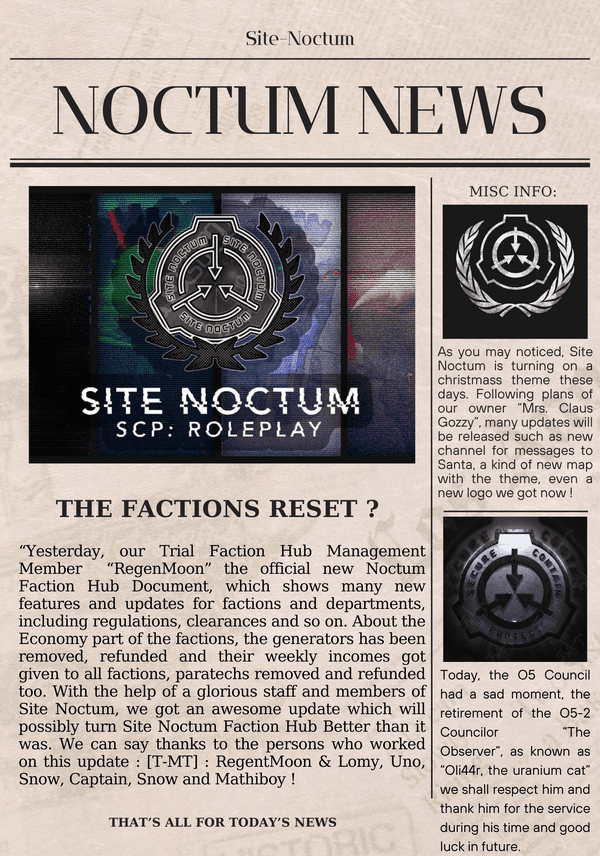 Site-Noctum
NOCTUM NEWS
SITE NOCTUM
SITE NOCTUM
SITE NOCTUM
SITE NOCTUM
SCP: ROLEPLAY
THE FACTIONS RESET ?
“Yesterday, our Trial Faction Hub Management
Member “RegenMoon” the official new Noctum
Faction Hub Document, which shows many new
features and updates for factions and departments,
including regulations, clearances and so on. About the
Economy part of the factions, the generators has been
removed, refunded and their weekly incomes got
given to all factions, paratechs removed and refunded
too. With the help of a glorious staff and members of
Site Noctum, we got an awesome update which will
possibly turn Site Noctum Faction Hub Better than it
was. We can say thanks to the persons who worked
on this update : [T-MT] : RegentMoon & Lomy, Uno,
Snow, Captain, Snow and Mathiboy !
THAT’S ALL FOR TODAY’S NEWS
MISC INFO:
As you may noticed, Site
Noctum is turning on a
christmass theme these
days. Following plans of
our owner “Mrs. Claus
Gozzy”, many updates will
be released such as new
channel for messages to
Santa, a kind of new map
with the theme, even a
new logo we got now !
SECURE CONTAIN
PROTECT
Today, the O5 Council
had a sad moment, the
retirement of the O5-2
Councilor “The
Observer”, as known as
“Oli44r, the uranium cat”
we shall respect him and
thank him for the service
during his time and good
luck in future.